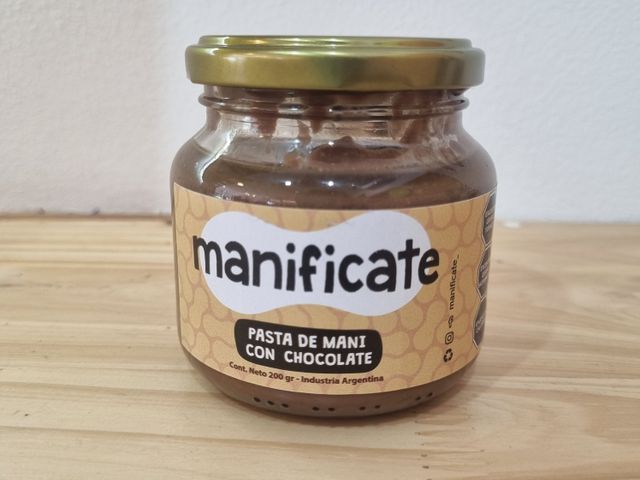 manificate
PASTA DE MANI
CON CHOCOLATE
Cont. Neto 200 gr - Industria Argentina
manificate_